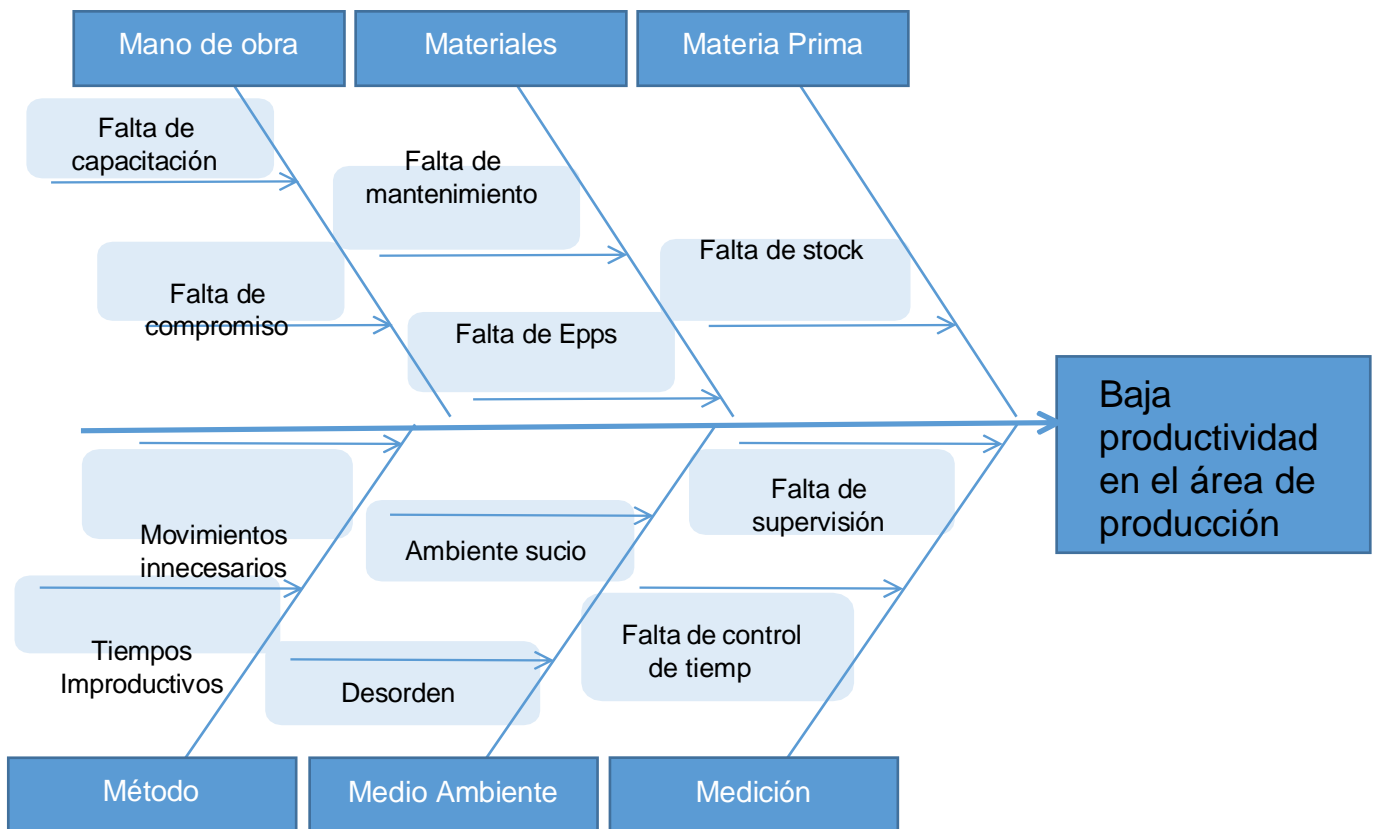 Mano de obra
Materiales
Materia Prima
Falta de
capacitación
Falta de
mantenimiento
Falta de stock
Falta de
compromiso
Falta de Epps
Baja
productividad
en el área de
producción
Falta de
supervisión
Movimientos
innecesarios
Ambiente sucio
Falta de control
de tiemp
Tiempos
Improductivos
Desorden
Método
Medio Ambiente
Medición